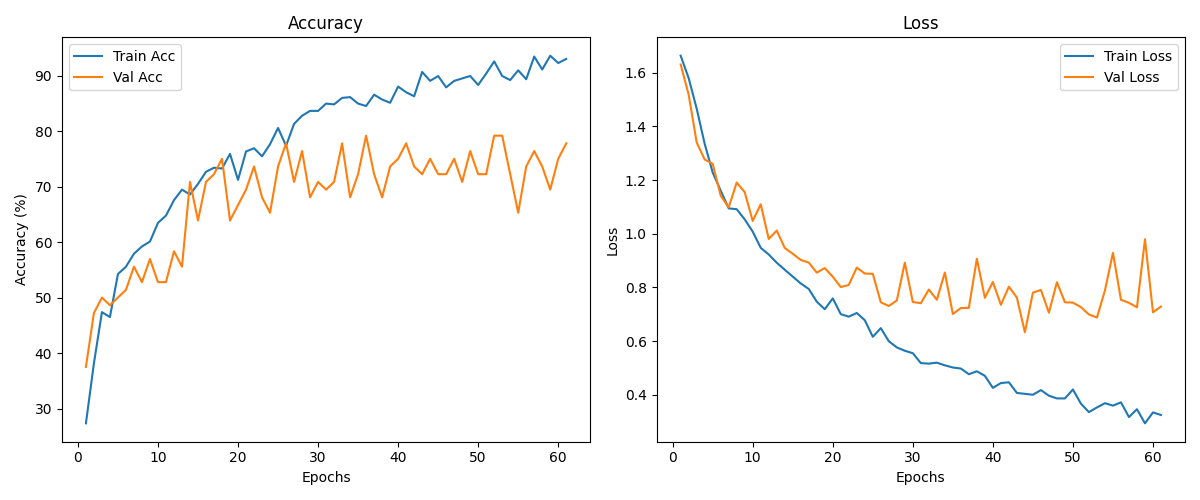 Accuracy
Train Acc
Val Acc
Accuracy (%)
90
80
70
60
50
40
30
0 10 20 30 40 50 60
Epochs
Loss
Train Loss
Val Loss
Loss
1.6
1.4
1.2
1.0
0.8
0.6
0.4
0 10 20 30 40 50 60
Epochs